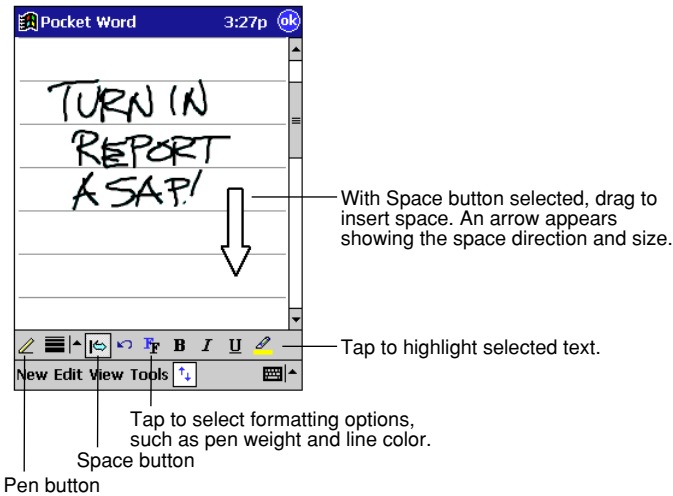 Pocket Word 3:27p ok
TURN IN
REPORT
ASAP!
With Space button selected, drag to
insert space. An arrow appears
showing the space direction and size.
B I U
Tap to highlight selected text.
New Edit View Tools
Tap to select formatting options,
such as pen weight and line color.
Space button
Pen button